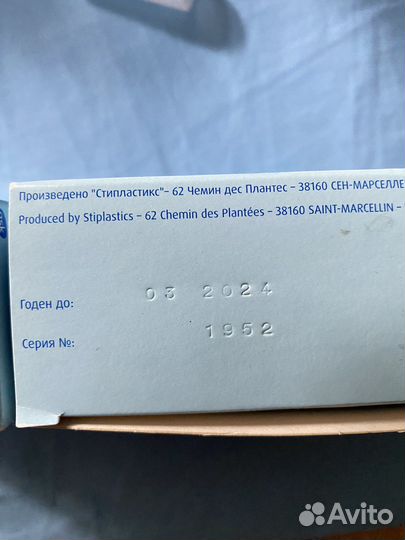 Произведено "Стипластикс"– 62 Чемин дес Плантес – 38160 СЕН-МАРСЕЛЛЕ
Produced by Stiplastics – 62 Chemin des Plantées – 38160 SAINT-MARCELLIN –
Годен до: 03 2024
Серия №: 1952
Avito